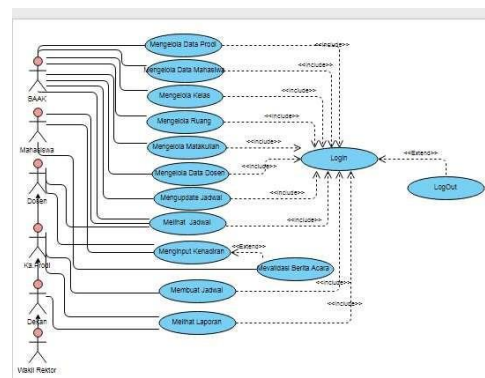 Mengelola Data Prodi
<<Include>>
Mengelola Data Mahasiwa
<<Include>>
BAAK
Mengelola Kelas
<<Include>>
Mengelola Ruang
<<Include>>
Mahasiswa
Mengelola Matakuliah
<<Include>>
Login
<<Extend>>
Mengelola Data Dosen
<<Include>>
LogOut
Dosen
Mengupdate Jadwal
<<Include>>
Melihat Jadwal
<<Include>>
Menginput Kehadiran
<<Extend>>
Ka.Prodi
Mevalidasi Berita Acara
<<Include>>
Membuat Jadwal
Dekan
Melihat Laporan
<<Include>>
Wakil Rektor